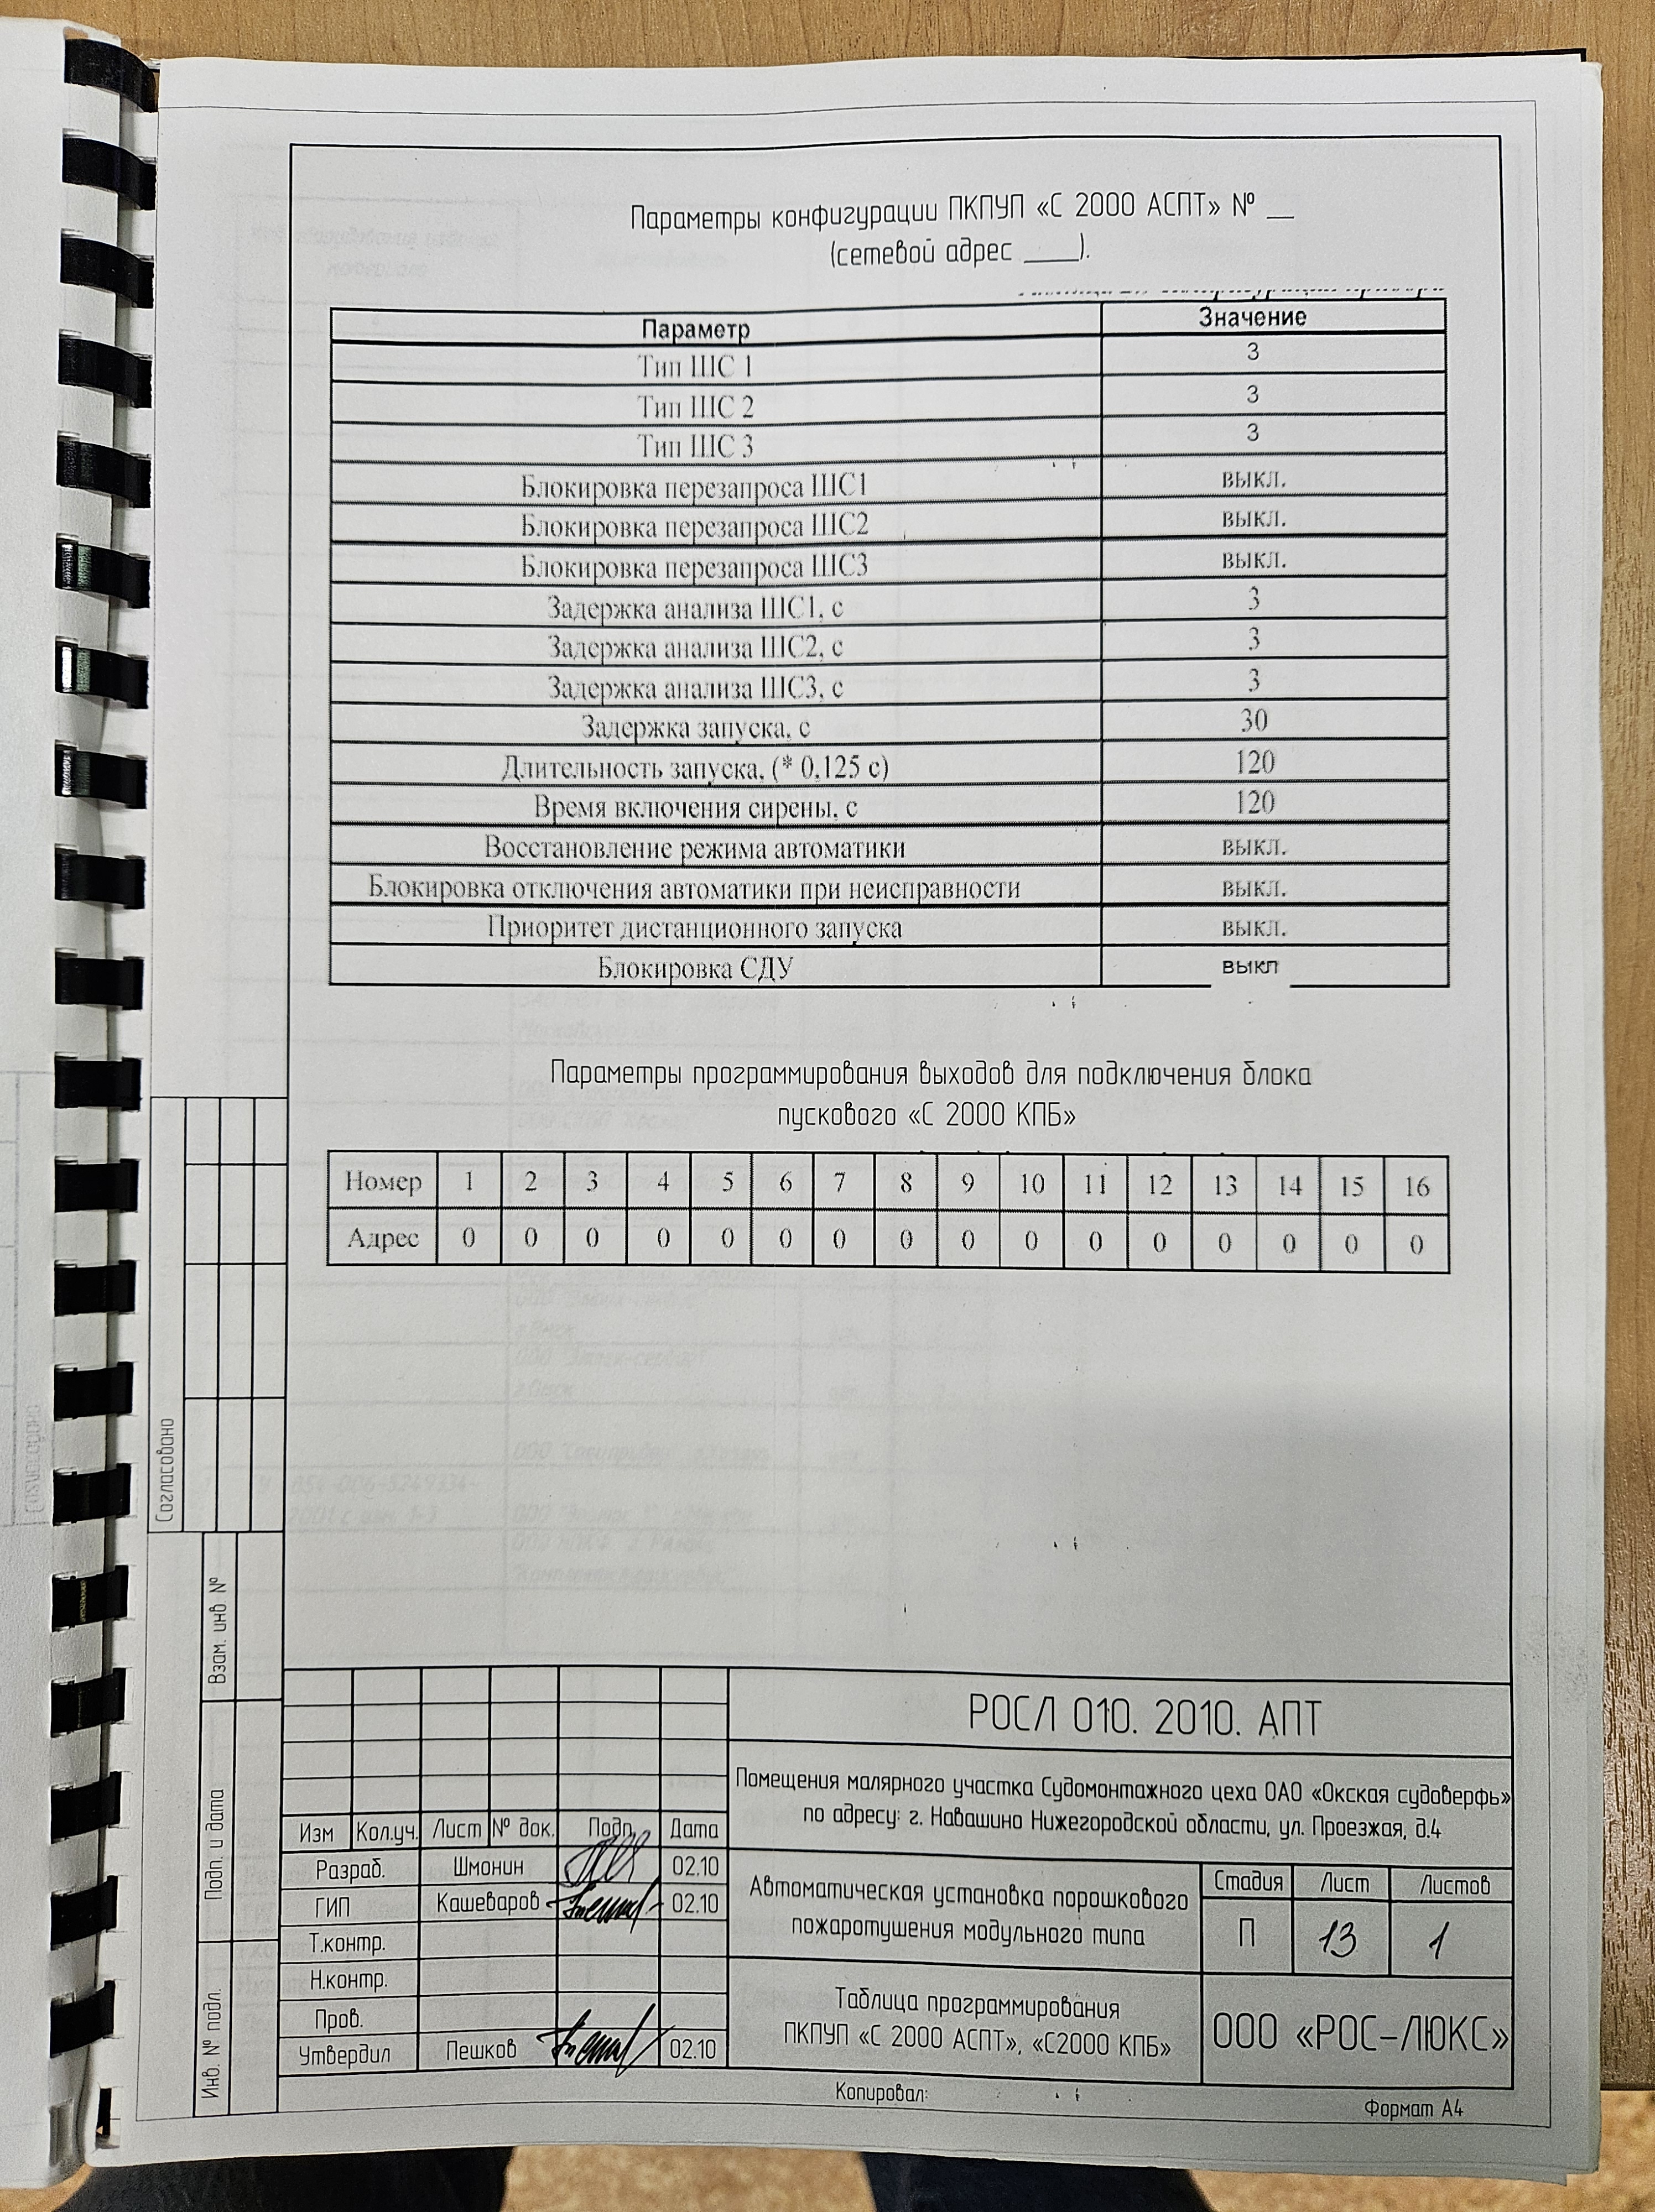 Параметры конфигурации ПКПУП «С 2000 АСПТ» № __
(сетевой адрес ____).
Параметр Значение
Тип ШС 1 3
Тип ШС 2 3
Тип ШС 3 3
Блокировка перезапроса ШС1 выкл.
Блокировка перезапроса ШС2 выкл.
Блокировка перезапроса ШС3 выкл.
Задержка анализа ШС1, с 3
Задержка анализа ШС2, с 3
Задержка анализа ШС3, с 3
Задержка запуска, с 30
Длительность запуска, (* 0,125 с) 120
Время включения сирены, с 120
Восстановление режима автоматики выкл.
Блокировка отключения автоматики при неисправности выкл.
Приоритет дистанционного запуска выкл.
Блокировка СДУ выкл
Параметры программирования выходов для подключения блока
пускового «С 2000 КПБ»
Номер 1 2 3 4 5 6 7 8 9 10 11 12 13 14 15 16
Адрес 0 0 0 0 0 0 0 0 0 0 0 0 0 0 0 0
Согласовано
Взам. инв №
Подп. и дата
Инв. № подл.
РОСЛ 010. 2010. АПТ
Помещения малярного участка Судомонтажного цеха ОАО «Окская судоверфь»
по адресу: г. Навашино Нижегородской области, ул. Проезжая, д.4
Изм Кол.уч. Лист № док. Подп. Дата
Разраб. Шмонин 02.10
ГИП Кашеваров 02.10
Т.контр.
Н.контр.
Пров.
Утвердил Пешков 02.10
Автоматическая установка порошкового
пожаротушения модульного типа
Стадия Лист Листов
П 13 1
Таблица программирования
ПКПУП «С 2000 АСПТ», «С2000 КПБ»
ООО «РОС-ЛЮКС»
Копировал:
Формат А4